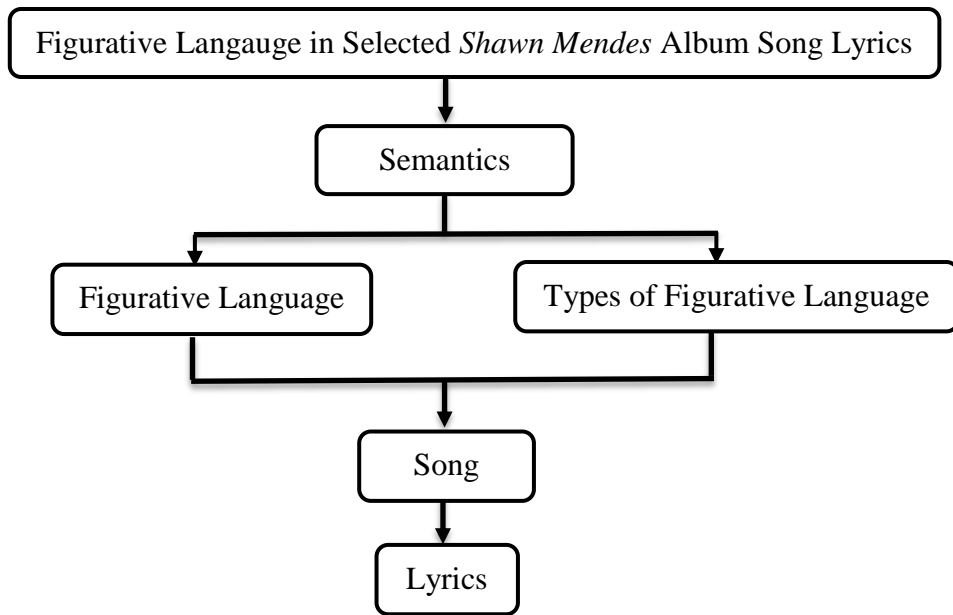 Figurative Langauge in Selected Shawn Mendes Album Song Lyrics
Semantics
Figurative Language
Types of Figurative Language
Song
Lyrics